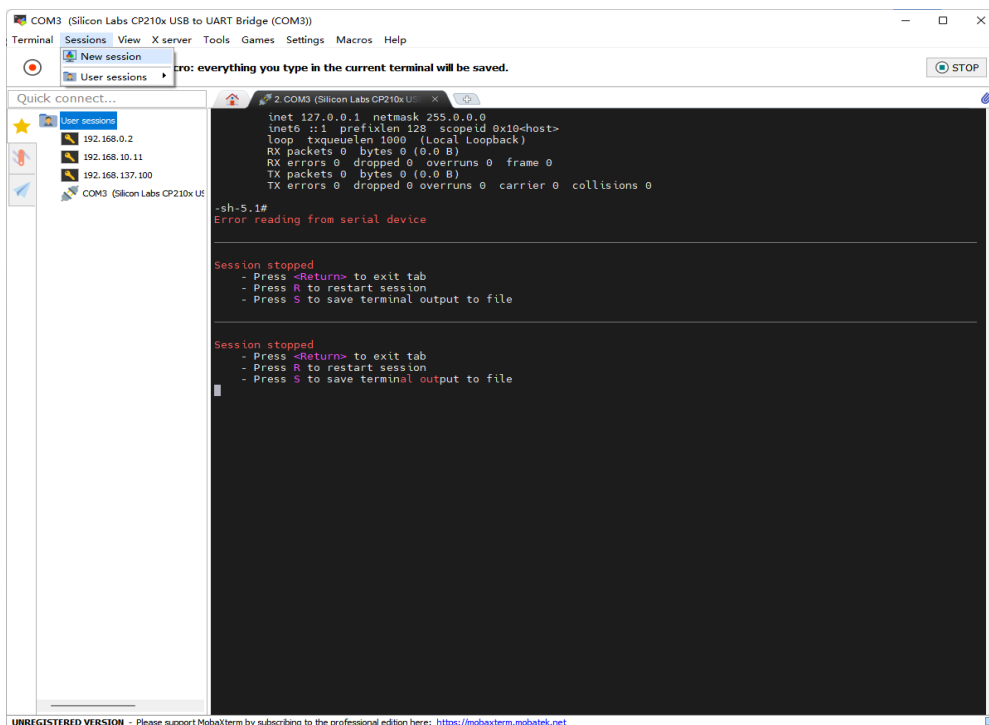 COM3 (Silicon Labs CP210x USB to UART Bridge (COM3))
Terminal Sessions View X server Tools Games Settings Macros Help
New session
User sessions
cro: everything you type in the current terminal will be saved.
STOP
Quick connect...
2. COM3 (Silicon Labs CP210x US
User sessions
192.168.0.2
192.168.10.11
192.168.137.100
COM3 (Silicon Labs CP210x US
inet 127.0.0.1 netmask 255.0.0.0
inet6 ::1 prefixlen 128 scopeid 0x10<host>
loop txqueuelen 1000 (Local Loopback)
RX packets 0 bytes 0 (0.0 B)
RX errors 0 dropped 0 overruns 0 frame 0
TX packets 0 bytes 0 (0.0 B)
TX errors 0 dropped 0 overruns 0 carrier 0 collisions 0
-sh-5.1#
Error reading from serial device
Session stopped
- Press <Return> to exit tab
- Press R to restart session
- Press S to save terminal output to file
Session stopped
- Press <Return> to exit tab
- Press R to restart session
- Press S to save terminal output to file
UNREGISTERED VERSION - Please support MobaXterm by subscribing to the professional edition here: https://mobaxterm.mobatek.net